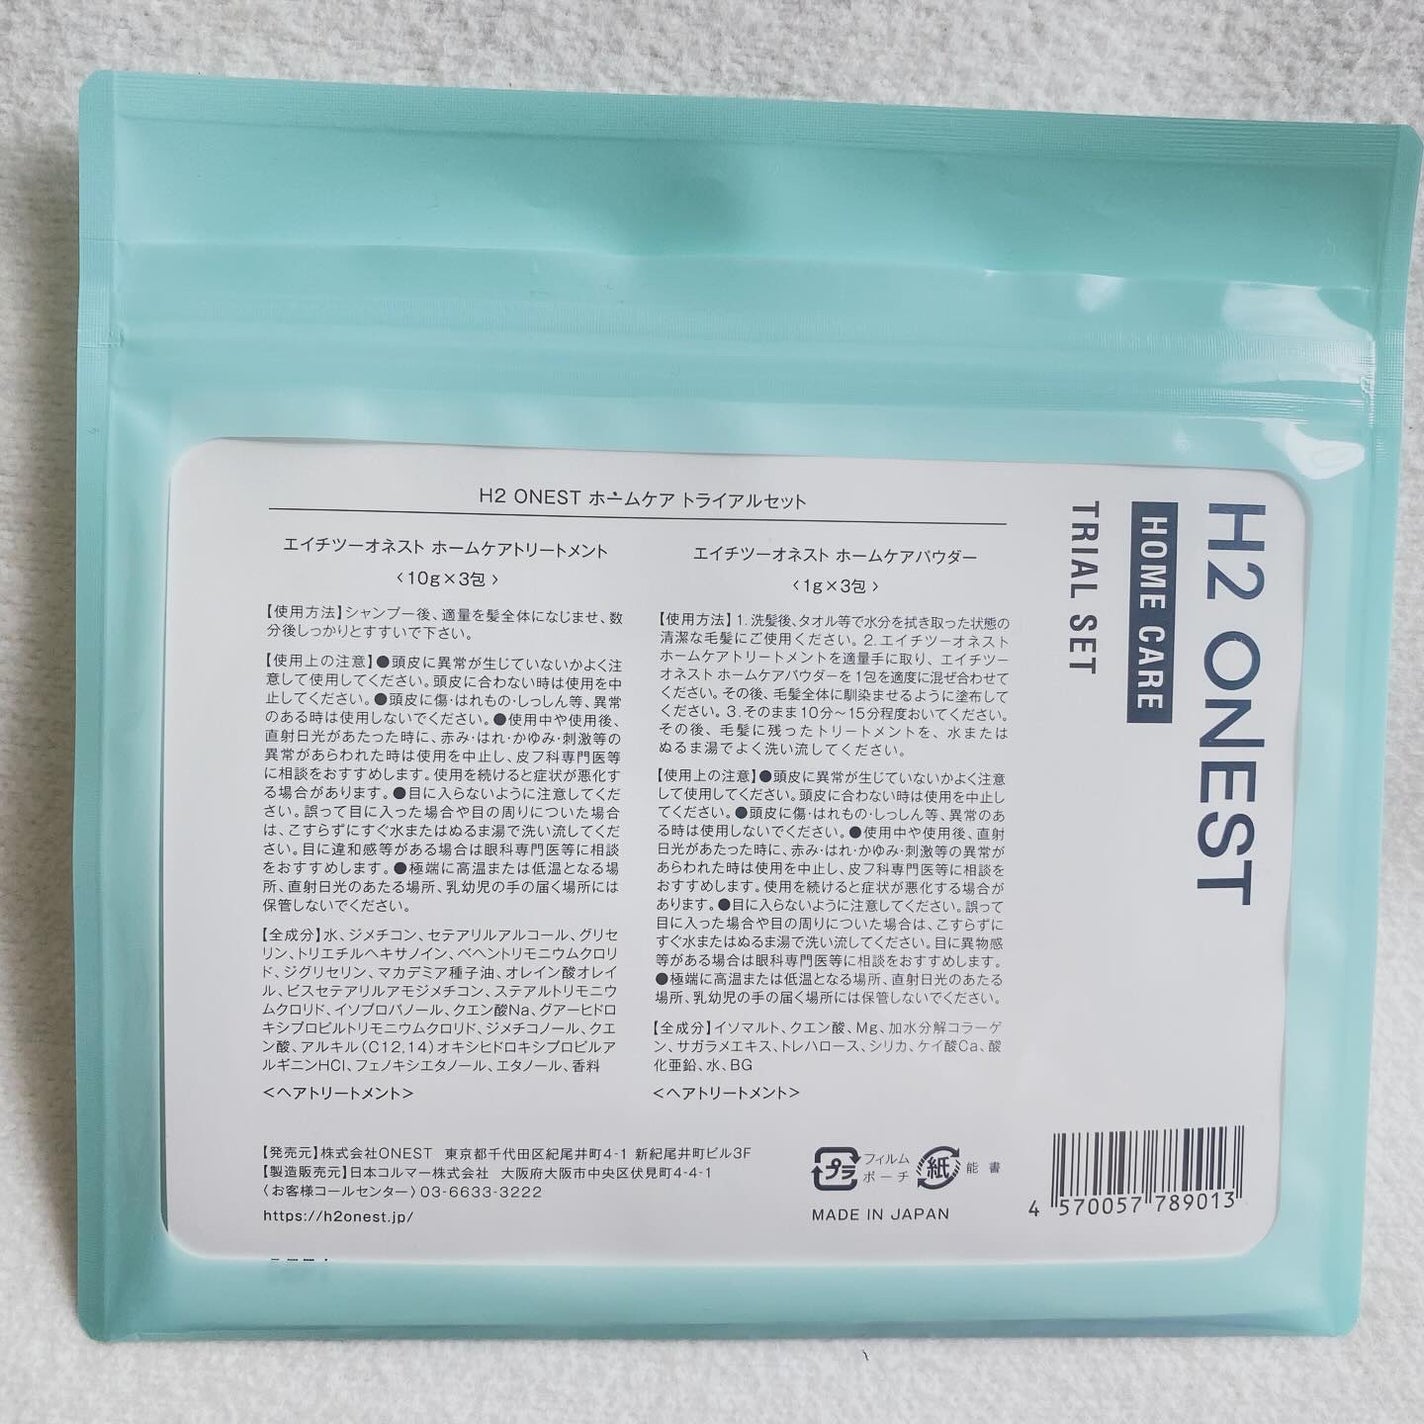 H2 ONEST ホームケア トライアルセット
エイチツーオネスト ホームケアトリートメント
〈10g×3包〉
【使用方法】シャンプー後、適量を髪全体になじませ、数
分後しっかりとすすいで下さい。
【使用上の注意】●頭皮に異常が生じていないかよく注
意して使用してください。頭皮に合わない時は使用を中
止してください。●頭皮に傷・はれもの・しっしん等、異常
のある時は使用しないでください。●使用中や使用後、
直射日光があたった時に、赤み・はれ・かゆみ・刺激等の
異常があらわれた時は使用を中止し、皮フ科専門医等
に相談をおすすめします。使用を続けると症状が悪化す
る場合があります。●目に入らないように注意してくだ
さい。誤って目に入った場合や目の周りについた場合
は、こすらずにすぐ水またはぬるま湯で洗い流してくだ
さい。目に違和感等がある場合は眼科専門医等に相談
をおすすめします。●極端に高温または低温となる場
所、直射日光のあたる場所、乳幼児の手の届く場所には
保管しないでください。
【全成分】水、ジメチコン、セテアリルアルコール、グリセ
リン、トリエチルヘキサノイン、ベヘントリモニウムクロリ
ド、ジグリセリン、マカデミア種子油、オレイン酸オレイ
ル、ビスセテアリルアモジメチコン、ステアルトリモニウ
ムクロリド、イソプロパノール、クエン酸Na、グアーヒドロ
キシプロピルトリモニウムクロリド、ジメチコノール、クエ
ン酸、アルキル(C12,14)オキシヒドロキシプロピルア
ルギニンHCl、フェノキシエタノール、エタノール、香料
<ヘアトリートメント>
エイチツーオネスト ホームケアパウダー
〈1g×3包〉
【使用方法】1.洗髪後、タオル等で水分を拭き取った状態の
清潔な毛髪にご使用ください。2.エイチツーオネスト
ホームケアトリートメントを適量手に取り、エイチツー
オネスト ホームケアパウダーを1包を適度に混ぜ合わせて
ください。その後、毛髪全体に馴染ませるように塗布して
ください。3.そのまま10分〜15分程度おいてください。
その後、毛髪に残ったトリートメントを、水または
ぬるま湯でよく洗い流してください。
【使用上の注意】●頭皮に異常が生じていないかよく注意
して使用してください。頭皮に合わない時は使用を中止し
てください。●頭皮に傷・はれもの・しっしん等、異常のあ
る時は使用しないでください。●使用中や使用後、直射
日光があたった時に、赤み・はれ・かゆみ・刺激等の異常が
あらわれた時は使用を中止し、皮フ科専門医等に相談を
おすすめします。使用を続けると症状が悪化する場合が
あります。●目に入らないように注意してください。誤って
目に入った場合や目の周りについた場合は、こすらずに
すぐ水またはぬるま湯で洗い流してください。目に異物感
等がある場合は眼科専門医等に相談をおすすめします。
●極端に高温または低温となる場所、直射日光のあたる
場所、乳幼児の手の届く場所には保管しないでください。
【全成分】イソマルト、クエン酸、Mg、加水分解コラーゲ
ン、サガラメエキス、トレハロース、シリカ、ケイ酸Ca、酸
化亜鉛、水、BG
<ヘアトリートメント>
【発売元】株式会社ONEST 東京都千代田区紀尾井町4-1 新紀尾井町ビル3F
【製造販売元】日本コルマー株式会社 大阪府大阪市中央区伏見町4-4-1
〈お客様コールセンター〉03-6633-3222
https://h2onest.jp/
プラ
フィルム
ポーチ
紙
能書
MADE IN JAPAN
H2 ONEST
HOME CARE
TRIAL SET
4 570057 789013